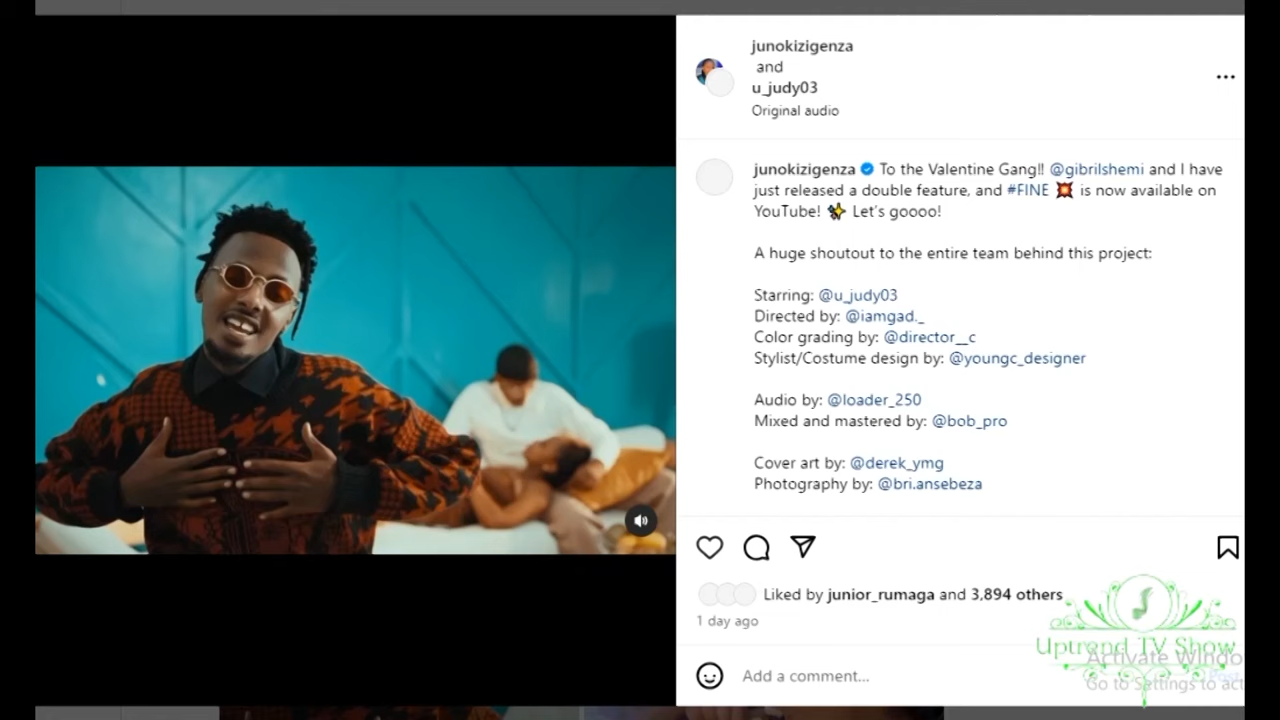 junokizigenza
and
u_judy03
Original audio
junokizigenza To the Valentine Gang!! @gibrilshemi and I have
just released a double feature, and #FINE 💥 is now available on
YouTube! ✨ Let's goooo!
A huge shoutout to the entire team behind this project:
Starring: @u_judy03
Directed by: @iamgad._
Color grading by: @director__c
Stylist/Costume design by: @youngc_designer
Audio by: @loader_250
Mixed and mastered by: @bob_pro
Cover art by: @derek_ymg
Photography by: @bri.ansebeza
Liked by junior_rumaga and 3,894 others
1 day ago
Uptrend TV Show
Activate Windo
Add a comment...
Post
Go to Settings to act